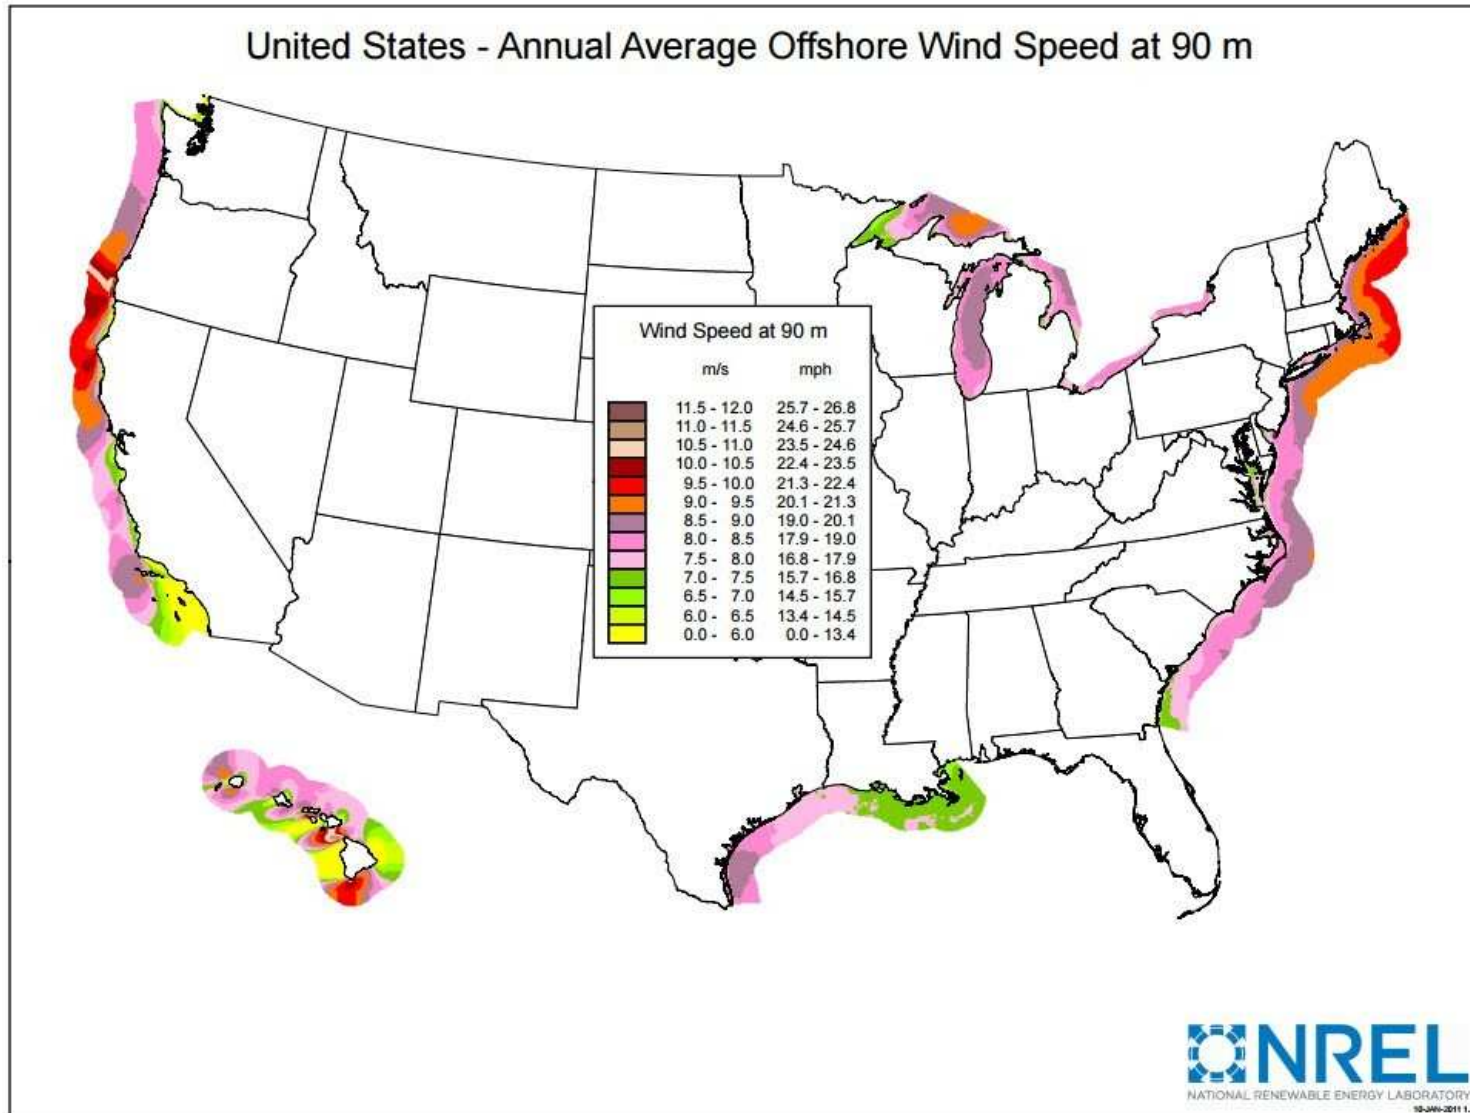 United States - Annual Average Offshore Wind Speed at 90 m
Wind Speed at 90 m
m/s mph
11.5 - 12.0 25.7 - 26.8
11.0 - 11.5 24.6 - 25.7
10.5 - 11.0 23.5 - 24.6
10.0 - 10.5 22.4 - 23.5
9.5 - 10.0 21.3 - 22.4
9.0 - 9.5 20.1 - 21.3
8.5 - 9.0 19.0 - 20.1
8.0 - 8.5 17.9 - 19.0
7.5 - 8.0 16.8 - 17.9
7.0 - 7.5 15.7 - 16.8
6.5 - 7.0 14.5 - 15.7
6.0 - 6.5 13.4 - 14.5
0.0 - 6.0 0.0 - 13.4
NREL
NATIONAL RENEWABLE ENERGY LABORATORY
10-JAN-2011